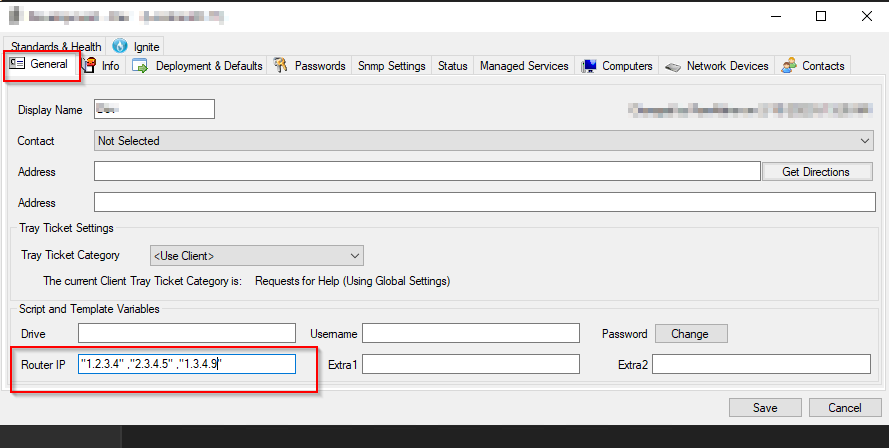 Standards & Health Ignite
General Info Deployment & Defaults Passwords Snmp Settings Status Managed Services Computers Network Devices Contacts
Display Name
Contact Not Selected
Address Get Directions
Address
Tray Ticket Settings
Tray Ticket Category <Use Client>
The current Client Tray Ticket Category is: Requests for Help (Using Global Settings)
Script and Template Variables
Drive Username Password Change
Router IP "1.2.3.4" ,"2.3.4.5" ,"1.3.4.9" Extra1 Extra2
Save Cancel